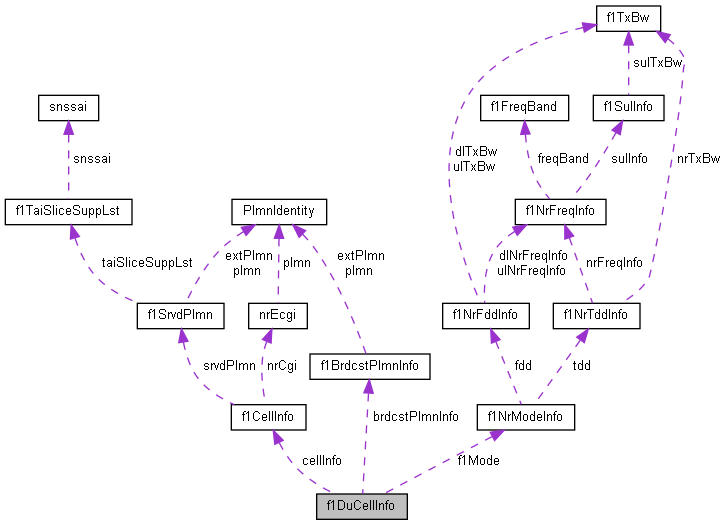 f1TxBw
sulTxBw
snssai
f1FreqBand
f1SulInfo
snssai
dlTxBw
ulTxBw
freqBand
sulInfo
nrTxBw
f1TaiSliceSuppLst
PlmnIdentity
f1NrFreqInfo
taiSliceSuppLst
extPlmn
plmn
plmn
extPlmn
plmn
dlNrFreqInfo
ulNrFreqInfo
nrFreqInfo
f1SrvdPlmn
nrEcgi
f1NrFddInfo
f1NrTddInfo
srvdPlmn
nrCgi
f1BrdcstPlmnInfo
fdd
tdd
f1CellInfo
brdcstPlmnInfo
f1NrModeInfo
cellInfo
f1Mode
f1DuCellInfo